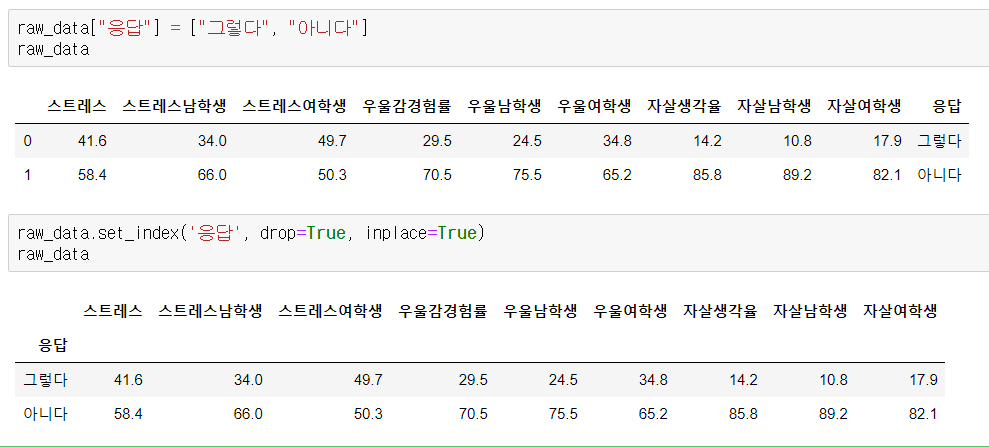 raw_data["응답"] = ["그렇다", "아니다"]
raw_data
스트레스 스트레스남학생 스트레스여학생 우울감경험률 우울남학생 우울여학생 자살생각율 자살남학생 자살여학생 응답
0 41.6 34.0 49.7 29.5 24.5 34.8 14.2 10.8 17.9 그렇다
1 58.4 66.0 50.3 70.5 75.5 65.2 85.8 89.2 82.1 아니다
raw_data.set_index('응답', drop=True, inplace=True)
raw_data
스트레스 스트레스남학생 스트레스여학생 우울감경험률 우울남학생 우울여학생 자살생각율 자살남학생 자살여학생
응답
그렇다 41.6 34.0 49.7 29.5 24.5 34.8 14.2 10.8 17.9
아니다 58.4 66.0 50.3 70.5 75.5 65.2 85.8 89.2 82.1